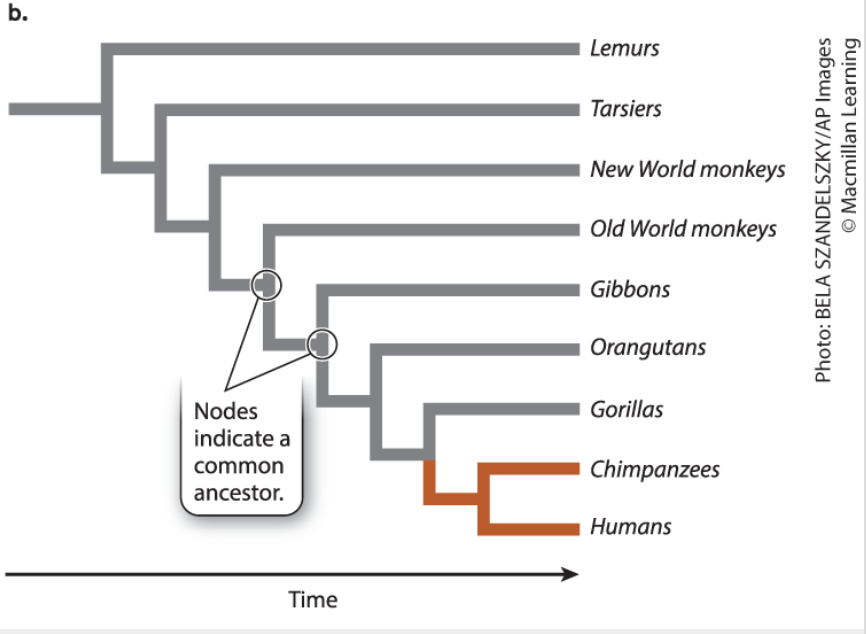 b.
Lemurs
Tarsiers
New World monkeys
Old World monkeys
Gibbons
Orangutans
Gorillas
Chimpanzees
Humans
Nodes
indicate a
common
ancestor.
Time
Photo: BELA SZANDELSZKY/AP Images
© Macmillan Learning